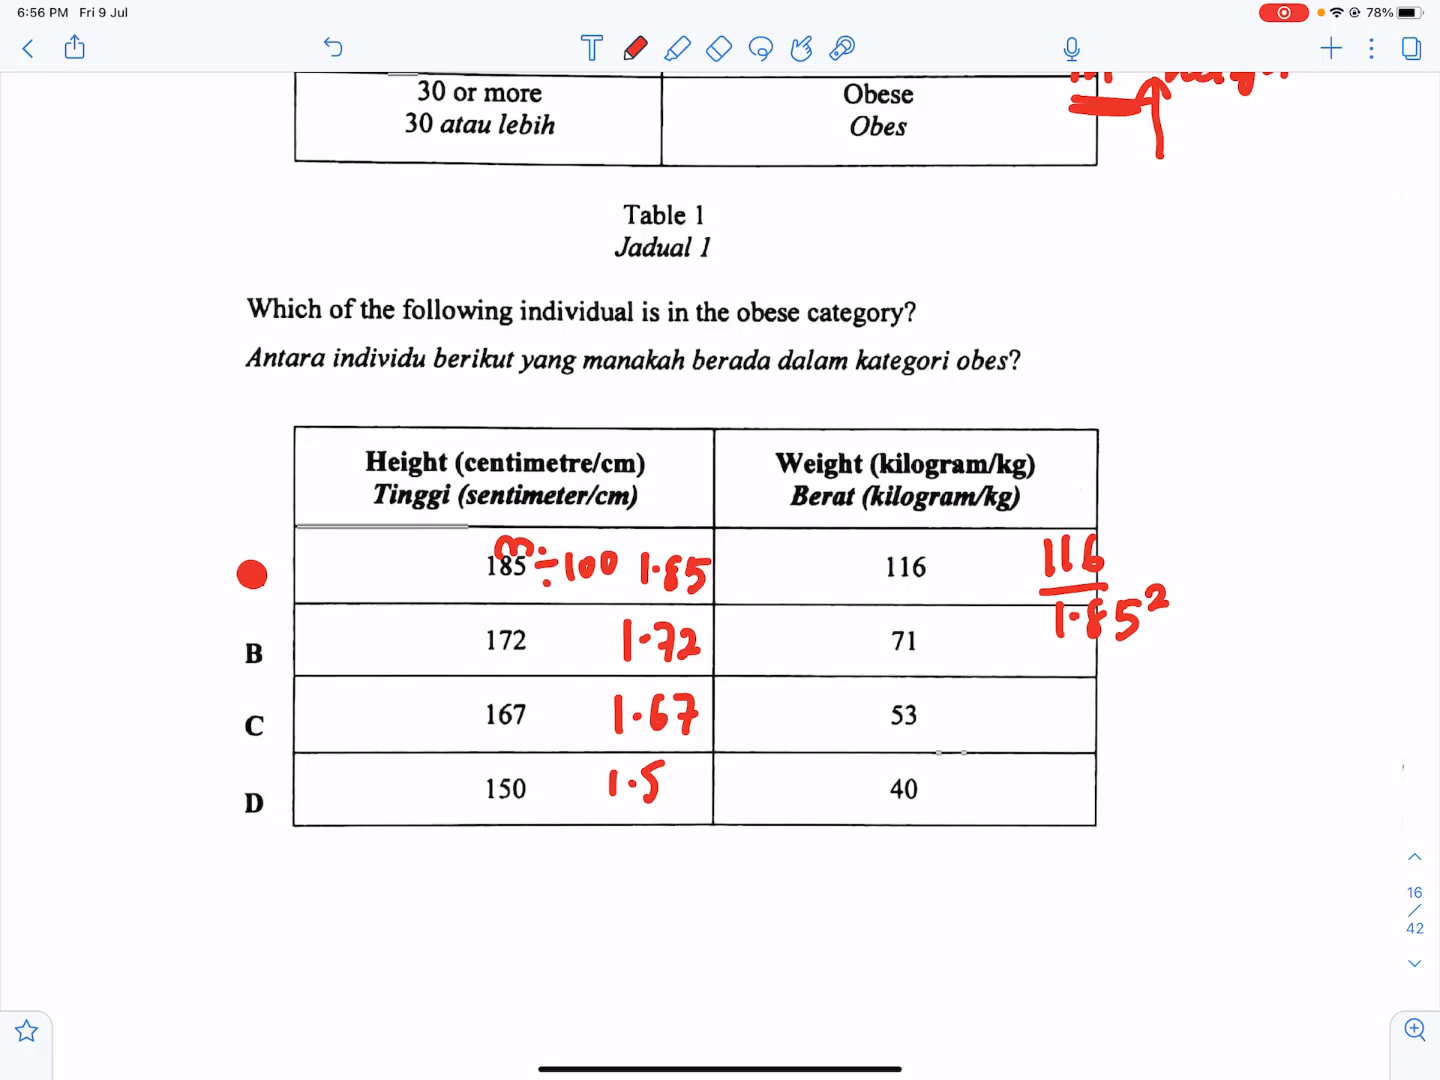 6:56 PM Fri 9 Jul
78%
T
30 or more
30 atau lebih
Obese
Obes
Table 1
Jadual 1
Which of the following individual is in the obese category?
Antara individu berikut yang manakah berada dalam kategori obes?
Height (centimetre/cm)
Tinggi (sentimeter/cm)
Weight (kilogram/kg)
Berat (kilogram/kg)
185 m ÷100 1.85
116
116
1.85²
B 172 1.72 71
C 167 1.67 53
D 150 1.5 40
16
/
42